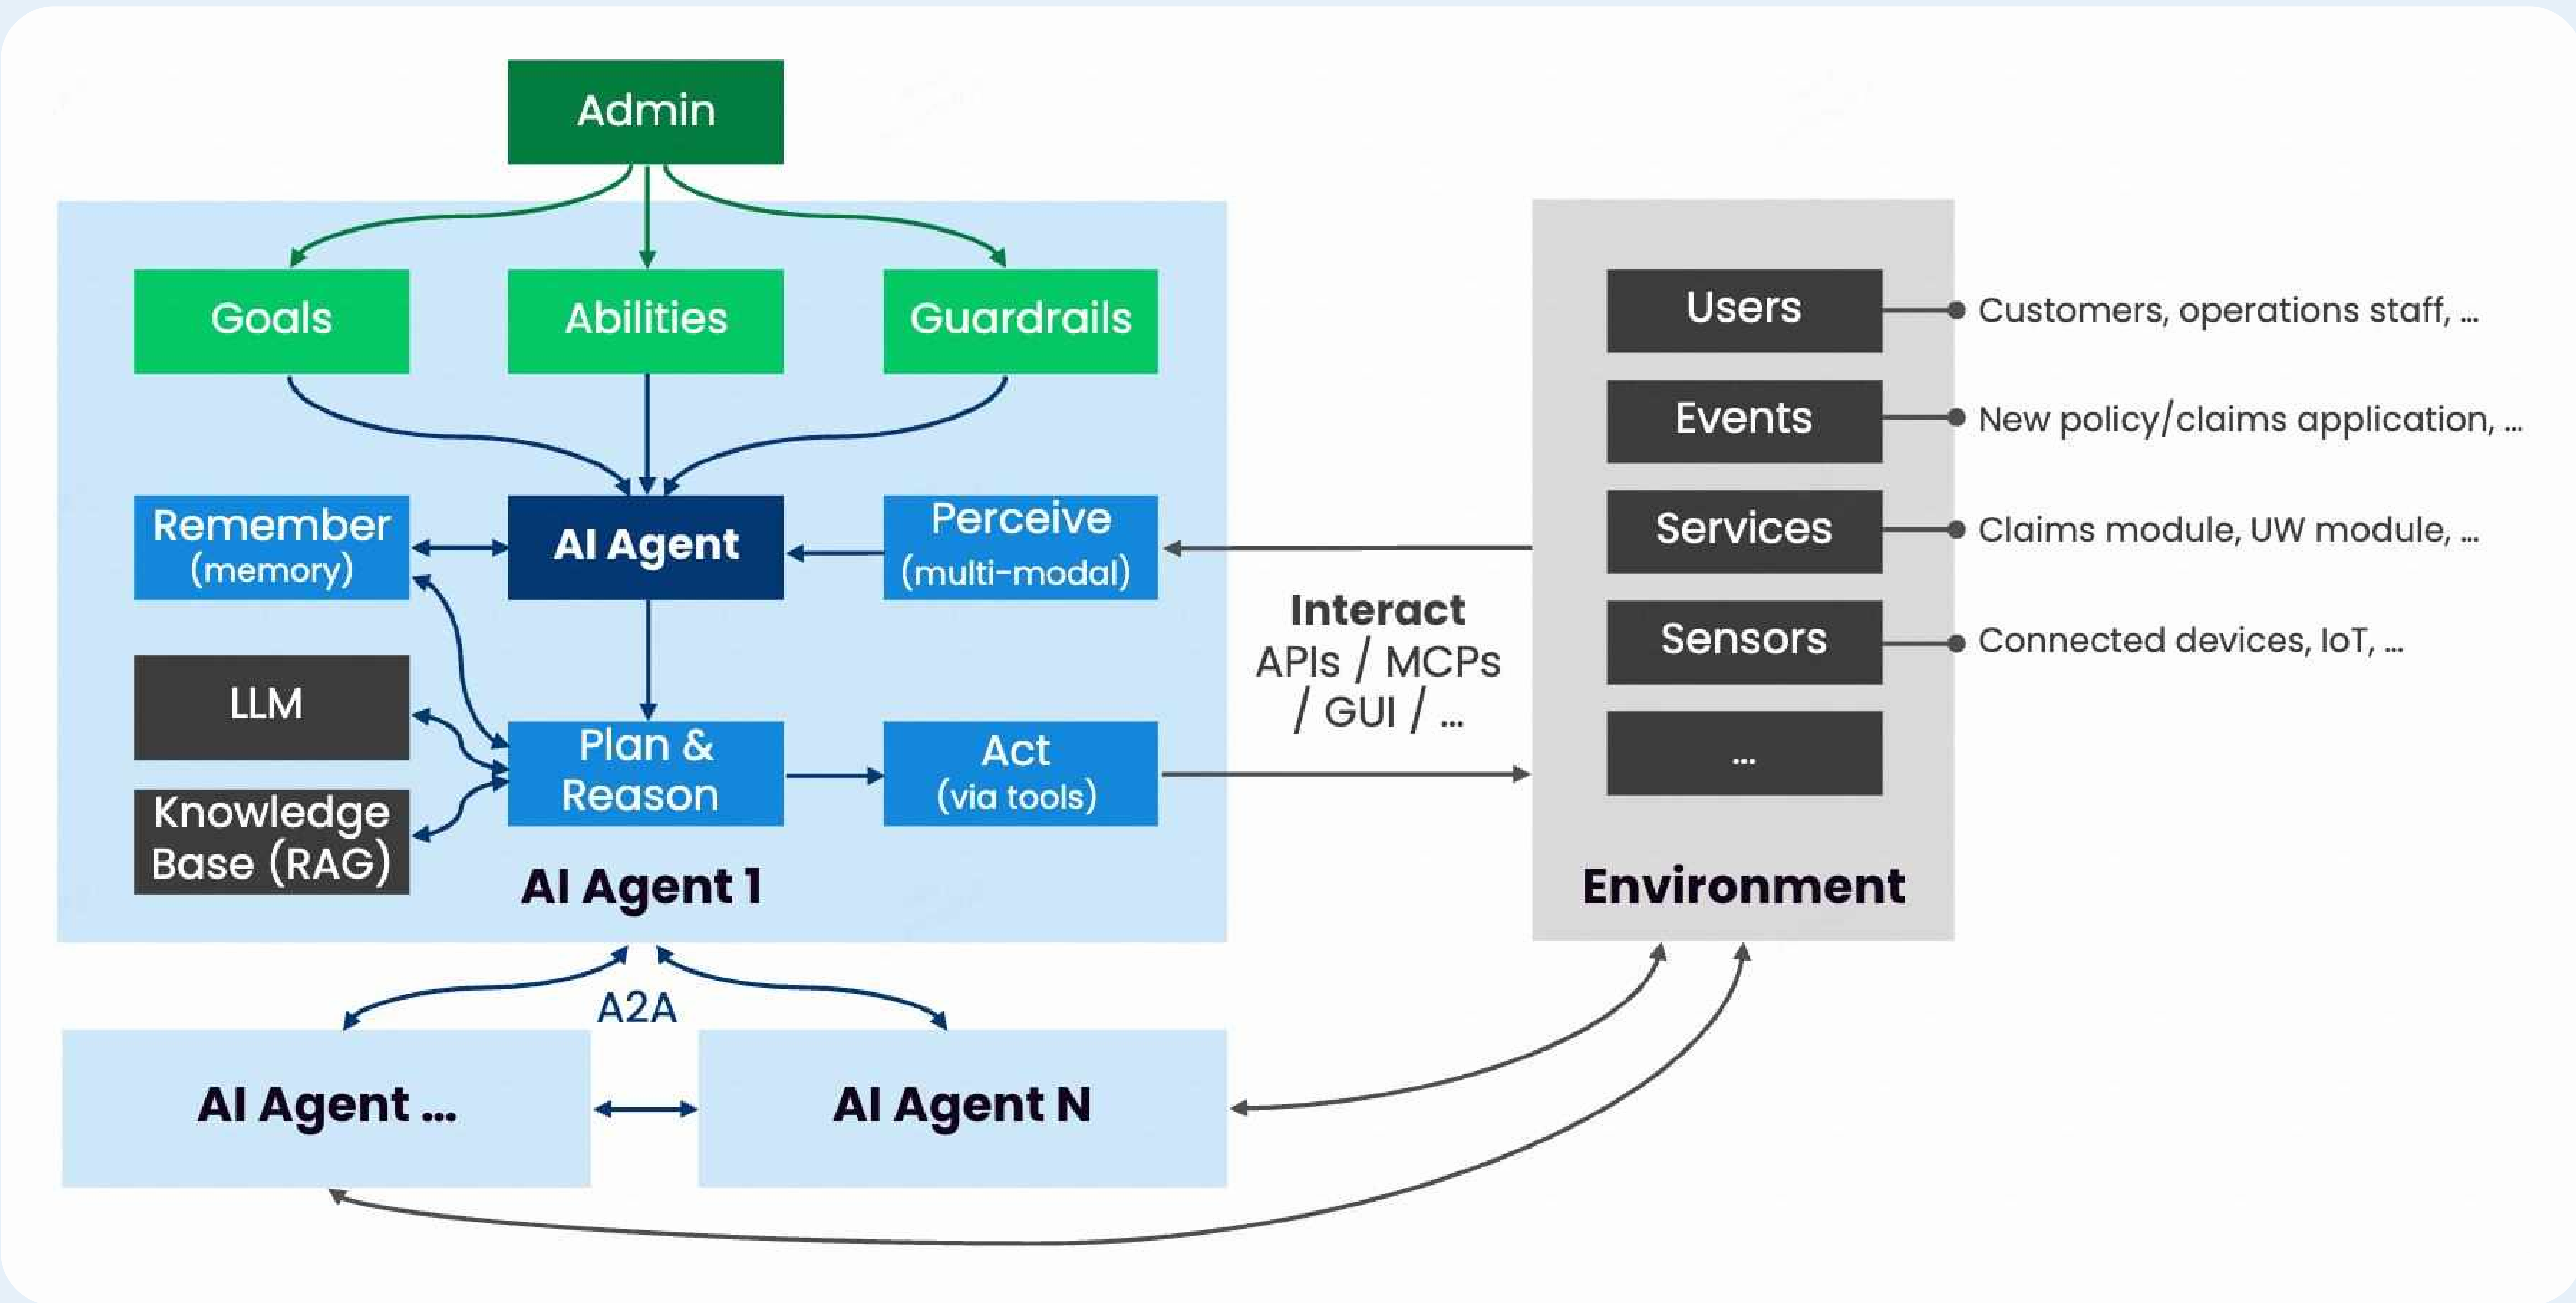 Admin
Goals
Abilities
Guardrails
Remember
(memory)
AI Agent
Perceive
(multi-modal)
LLM
Knowledge
Base (RAG)
Plan &
Reason
Act
(via tools)
AI Agent 1
Interact
APIs / MCPs
/ GUI / ...
Users
Customers, operations staff, ...
Events
New policy/claims application, ...
Services
Claims module, UW module, ...
Sensors
Connected devices, IoT, ...
...
Environment
A2A
AI Agent ...
AI Agent N